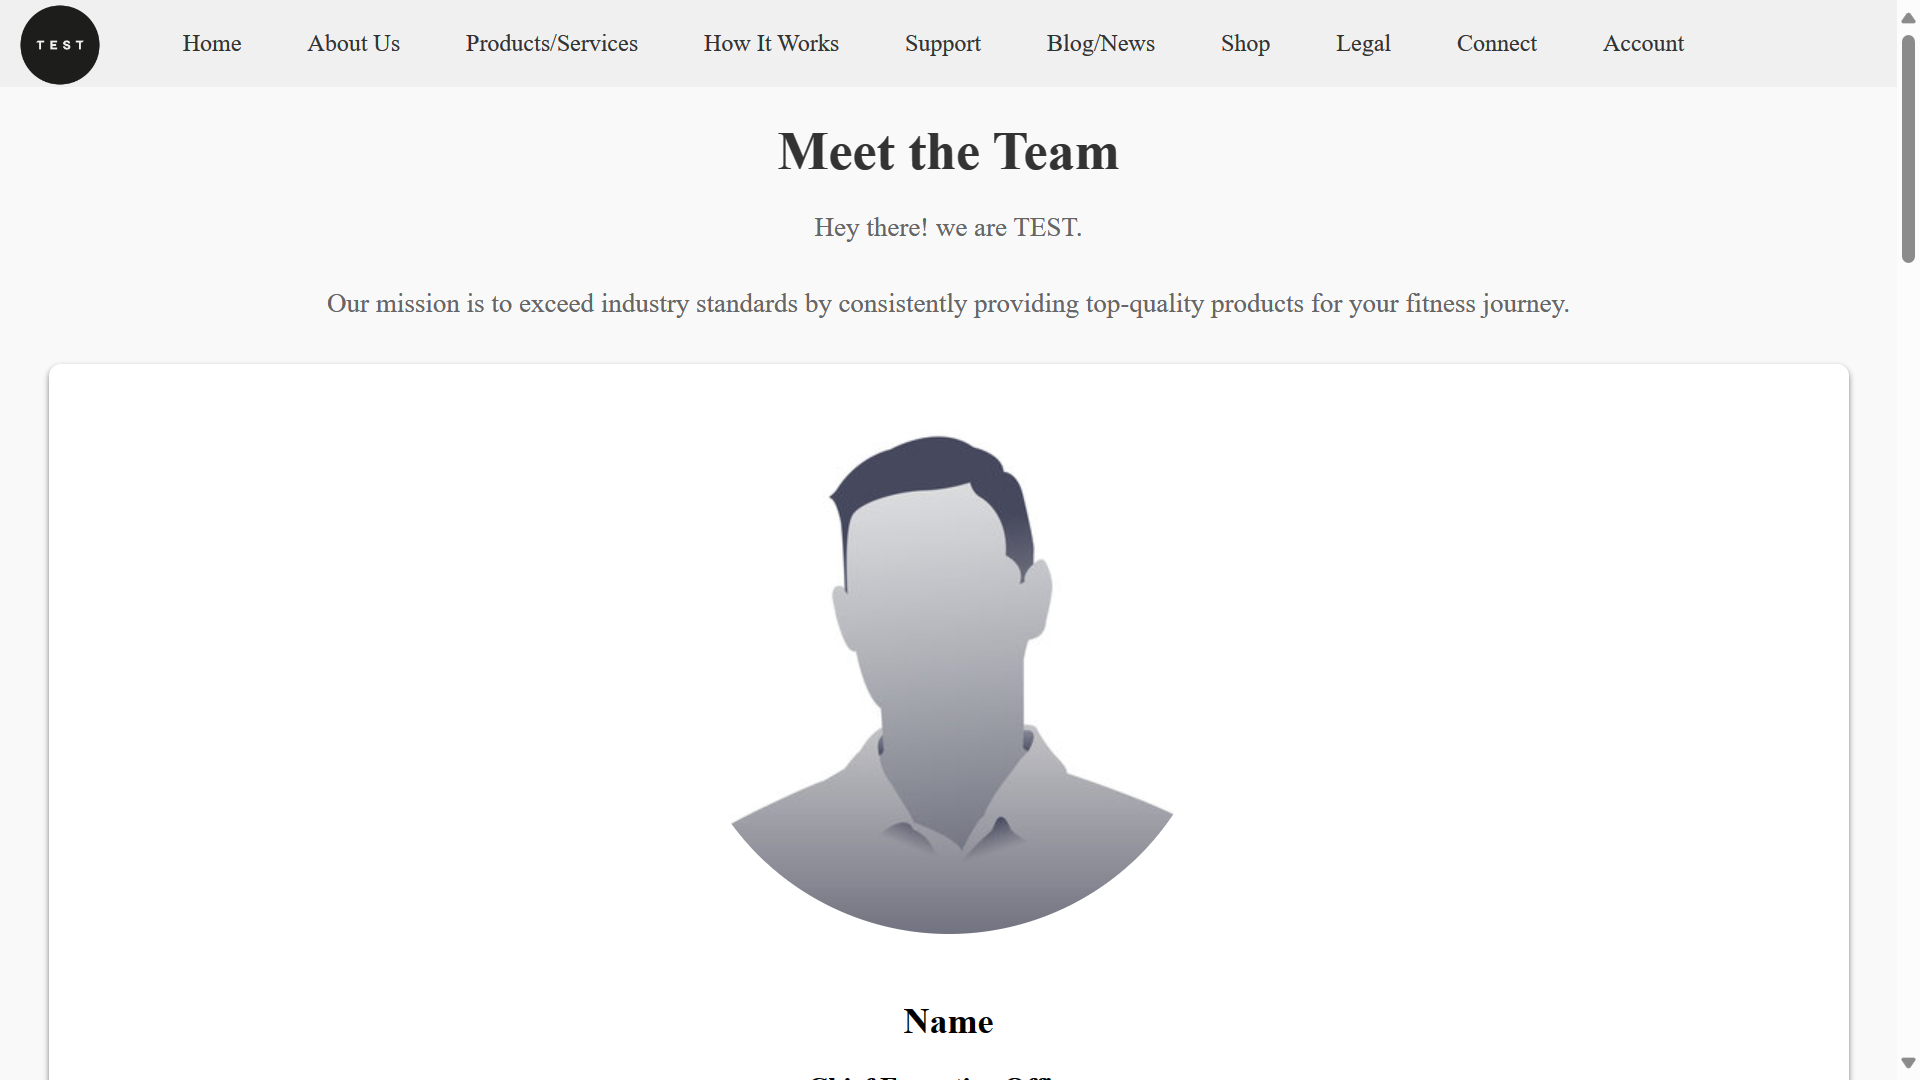 TEST
Home About Us Products/Services How It Works Support Blog/News Shop Legal Connect Account
Meet the Team
Hey there! we are TEST.
Our mission is to exceed industry standards by consistently providing top-quality products for your fitness journey.
Name